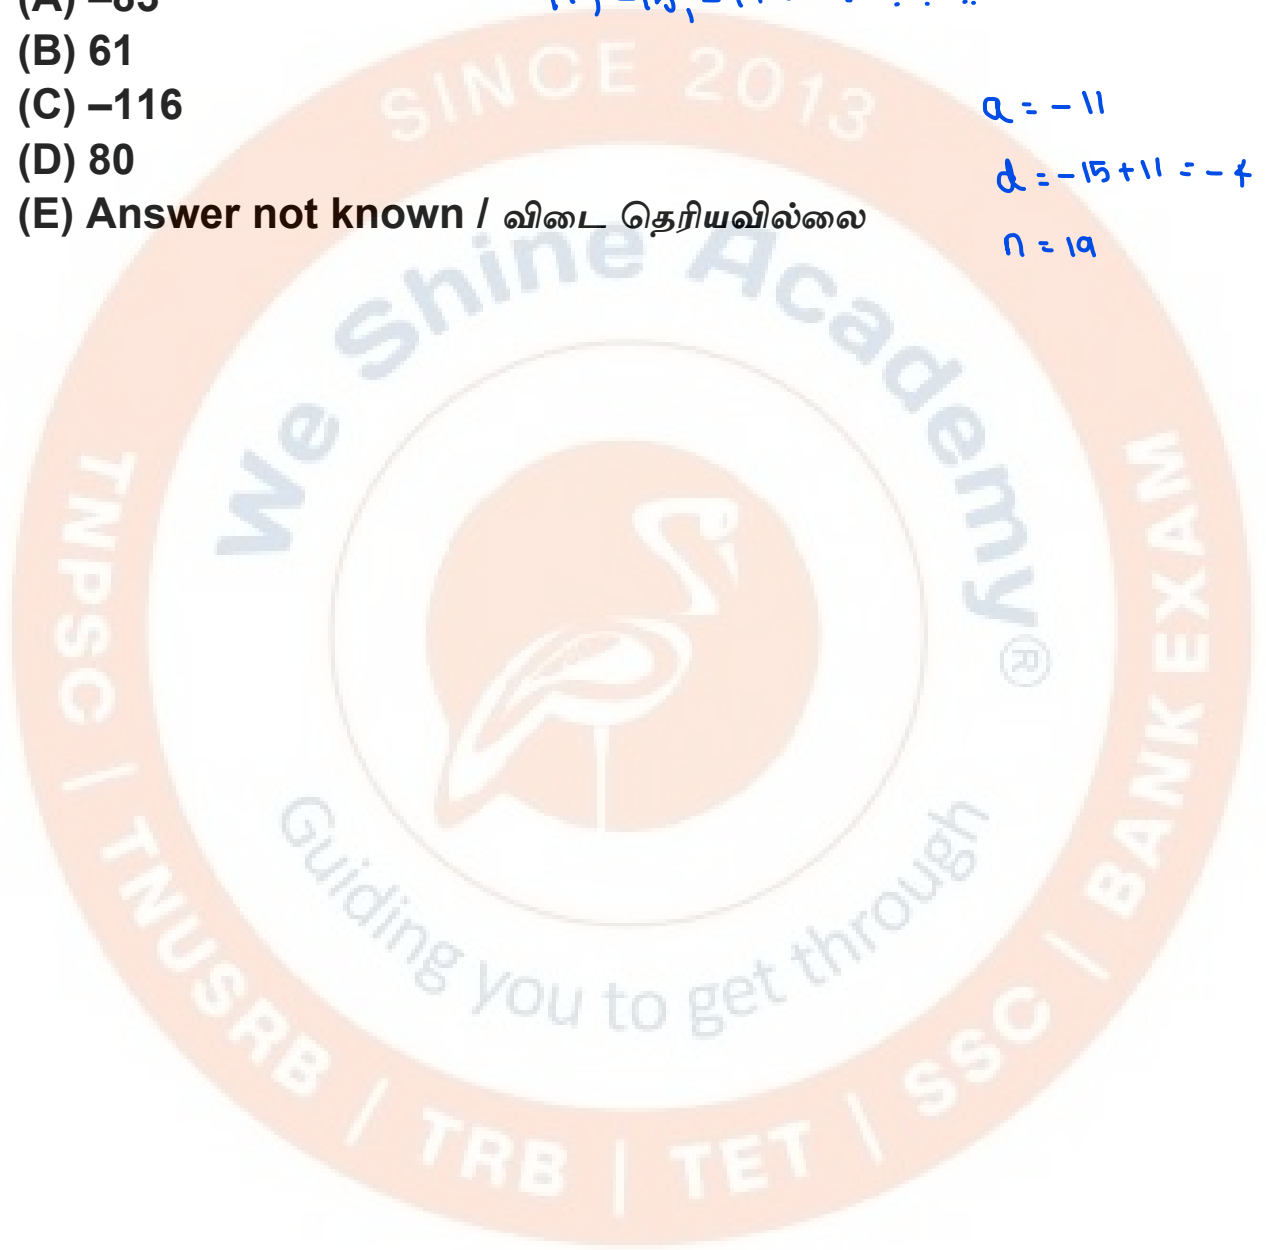 (B) 61
(C) –116
(D) 80
(E) Answer not known / விடை தெரியவில்லை
a = - 11
d = - 15 + 11 = - 4
n = 19
SINCE 2013
We Shine Academy®
Guiding you to get through
TNPSC | TNUSRB | TRB | TET | SSC | BANK EXAM